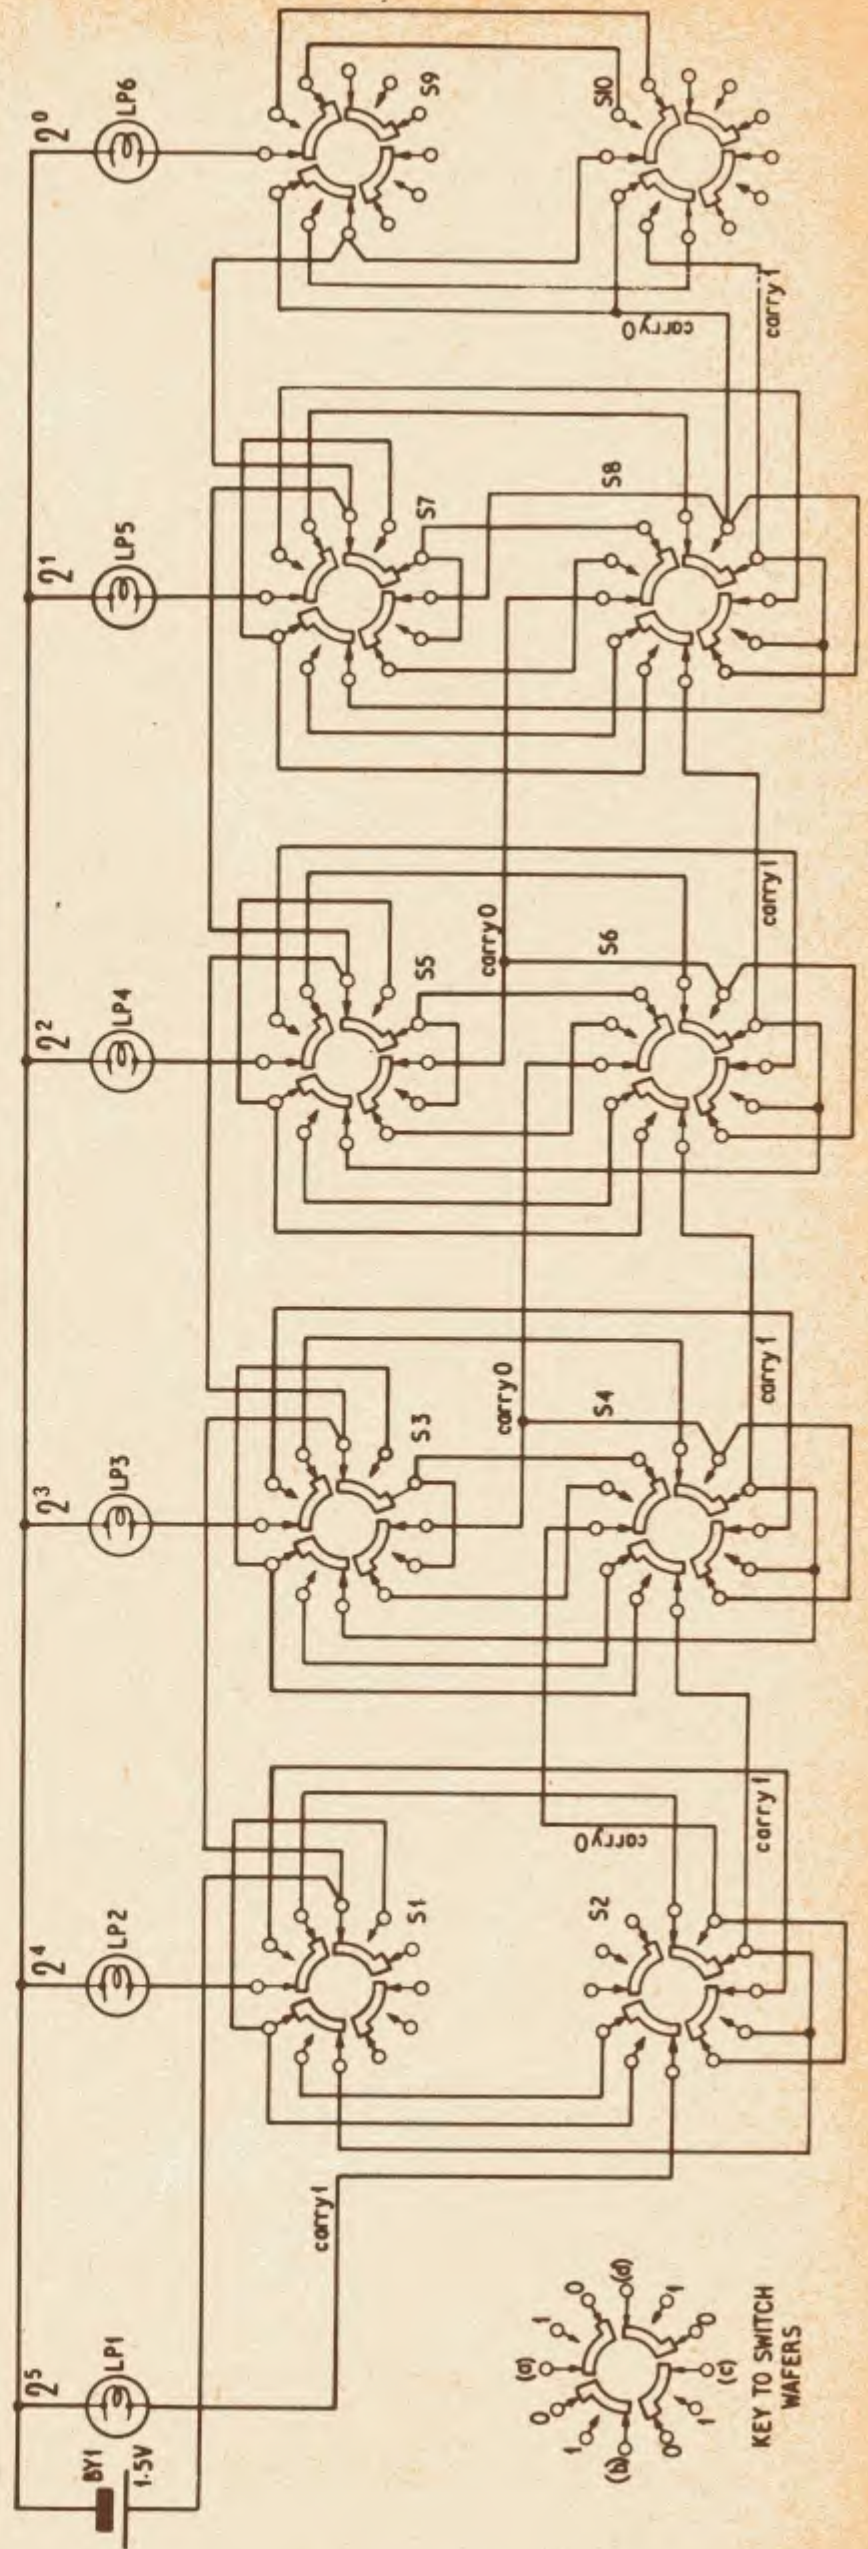 2⁰
LP6
S9
S10
carry 0
carry 1
2¹
LP5
S7
S8
2²
LP4
S5
carry 0
S6
carry 1
2³
LP3
S3
carry 0
S4
carry 1
2⁴
LP2
S1
S2
carry 0
carry 1
carry 1
2⁵
LP1
BY1
1·5V
(a)
1
0
(d)
1
0
(c)
1
0
(b)
1
0
KEY TO SWITCH
WAFERS